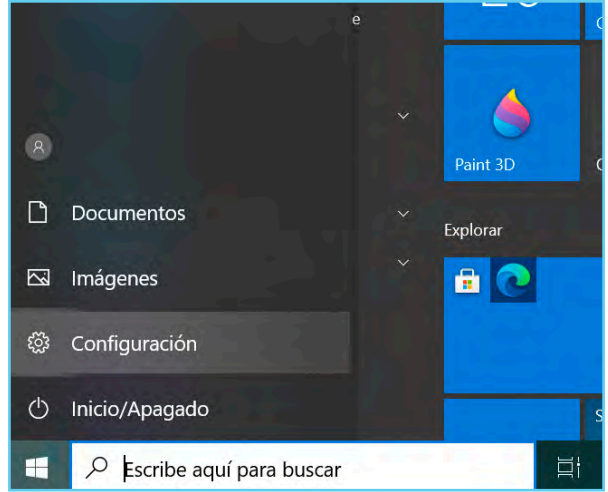 e
Paint 3D
Documentos
Explorar
Imágenes
Configuración
Inicio/Apagado
Escribe aquí para buscar